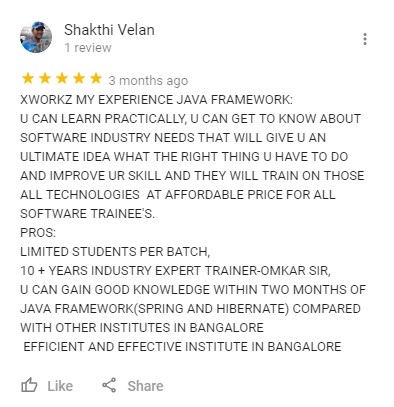 Shakthi Velan
1 review
3 months ago
XWORKZ MY EXPERIENCE JAVA FRAMEWORK:
U CAN LEARN PRACTICALLY, U CAN GET TO KNOW ABOUT
SOFTWARE INDUSTRY NEEDS THAT WILL GIVE U AN
ULTIMATE IDEA WHAT THE RIGHT THING U HAVE TO DO
AND IMPROVE UR SKILL AND THEY WILL TRAIN ON THOSE
ALL TECHNOLOGIES  AT AFFORDABLE PRICE FOR ALL
SOFTWARE TRAINEE'S.
PROS:
LIMITED STUDENTS PER BATCH,
10 + YEARS INDUSTRY EXPERT TRAINER-OMKAR SIR,
U CAN GAIN GOOD KNOWLEDGE WITHIN TWO MONTHS OF
JAVA FRAMEWORK(SPRING AND HIBERNATE) COMPARED
WITH OTHER INSTITUTES IN BANGALORE
EFFICIENT AND EFFECTIVE INSTITUTE IN BANGALORE
Like Share